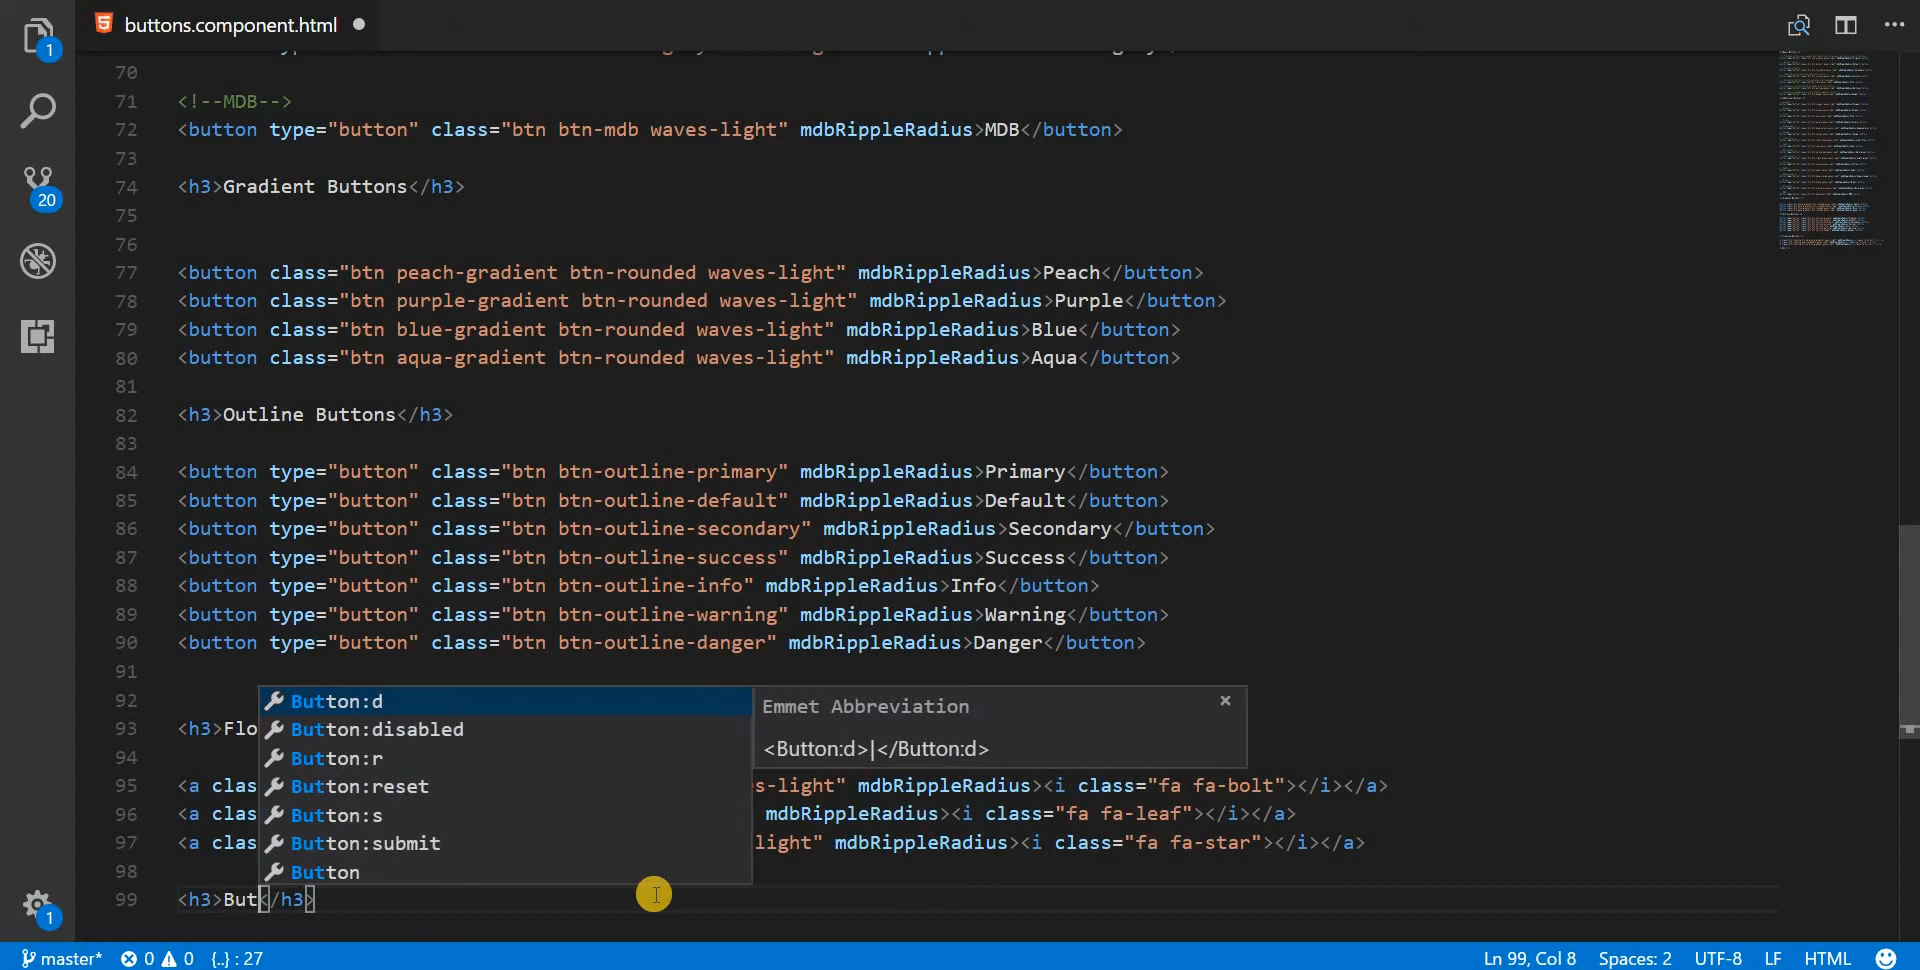 buttons.component.html
1
70
71 <!--MDB-->
72 <button type="button" class="btn btn-mdb waves-light" mdbRippleRadius>MDB</button>
73
74 <h3>Gradient Buttons</h3>
20
75
76
77 <button class="btn peach-gradient btn-rounded waves-light" mdbRippleRadius>Peach</button>
78 <button class="btn purple-gradient btn-rounded waves-light" mdbRippleRadius>Purple</button>
79 <button class="btn blue-gradient btn-rounded waves-light" mdbRippleRadius>Blue</button>
80 <button class="btn aqua-gradient btn-rounded waves-light" mdbRippleRadius>Aqua</button>
81
82 <h3>Outline Buttons</h3>
83
84 <button type="button" class="btn btn-outline-primary" mdbRippleRadius>Primary</button>
85 <button type="button" class="btn btn-outline-default" mdbRippleRadius>Default</button>
86 <button type="button" class="btn btn-outline-secondary" mdbRippleRadius>Secondary</button>
87 <button type="button" class="btn btn-outline-success" mdbRippleRadius>Success</button>
88 <button type="button" class="btn btn-outline-info" mdbRippleRadius>Info</button>
89 <button type="button" class="btn btn-outline-warning" mdbRippleRadius>Warning</button>
90 <button type="button" class="btn btn-outline-danger" mdbRippleRadius>Danger</button>
91
92
Button:d
Button:disabled
Button:r
Button:reset
Button:s
Button:submit
Button
Emmet Abbreviation ×
<Button:d>|</Button:d>
93 <h3>Flo
94
95 <a clas s-light" mdbRippleRadius><i class="fa fa-bolt"></i></a>
96 <a clas mdbRippleRadius><i class="fa fa-leaf"></i></a>
97 <a clas light" mdbRippleRadius><i class="fa fa-star"></i></a>
98
99 <h3>But</h3>
1
master* 0 0 {..} : 27 Ln 99, Col 8 Spaces: 2 UTF-8 LF HTML